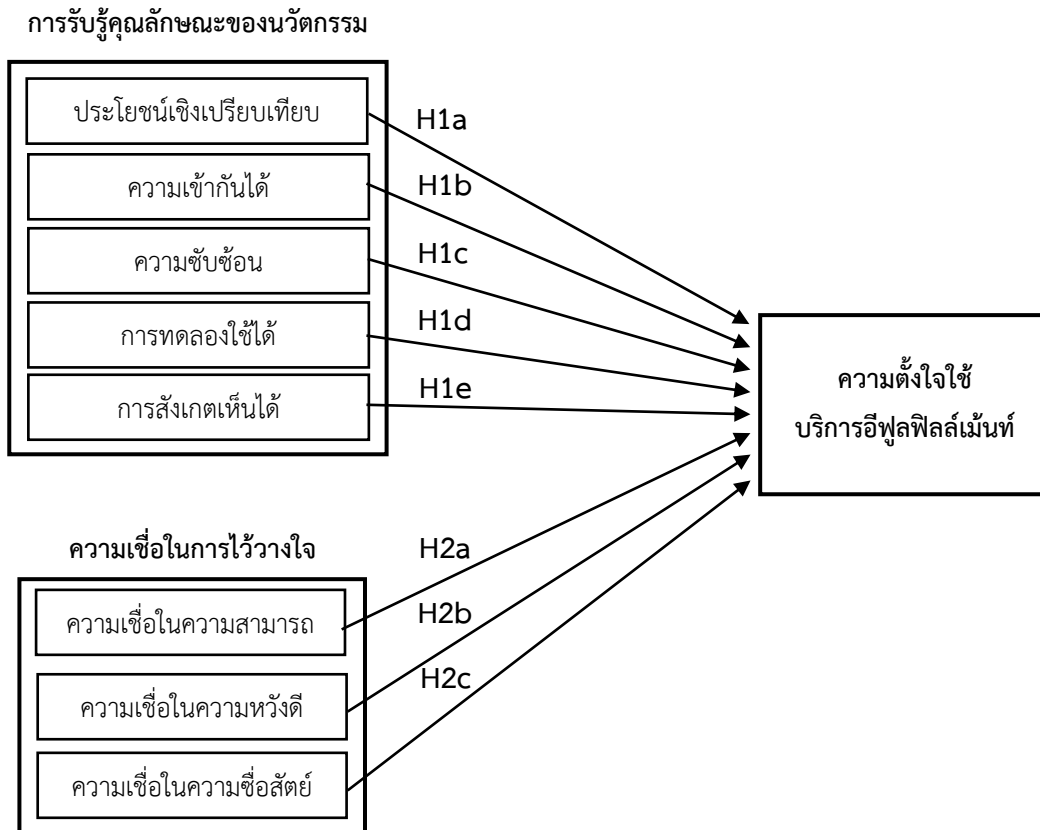 การรับรู้คุณลักษณะของนวัตกรรม
ประโยชน์เชิงเปรียบเทียบ
H1a
ความเข้ากันได้
H1b
ความซับซ้อน
H1c
การทดลองใช้ได้
H1d
การสังเกตเห็นได้
H1e
ความตั้งใจใช้
บริการอีฟูลฟิลล์เม้นท์
ความเชื่อในการไว้วางใจ
H2a
ความเชื่อในความสามารถ
H2b
ความเชื่อในความหวังดี
H2c
ความเชื่อในความซื่อสัตย์